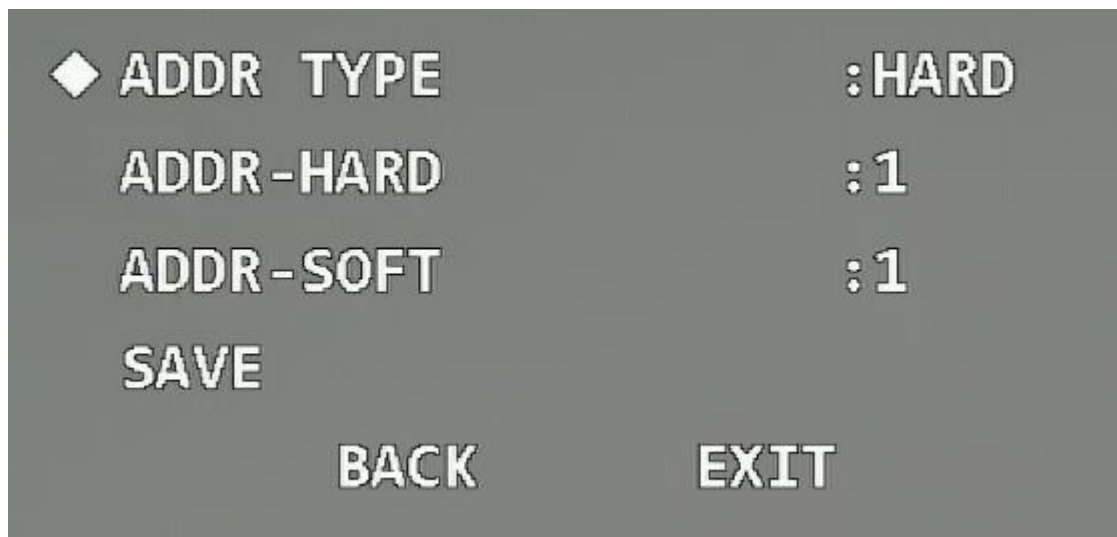 ADDR TYPE :HARD
ADDR-HARD :1
ADDR-SOFT :1
SAVE
BACK EXIT